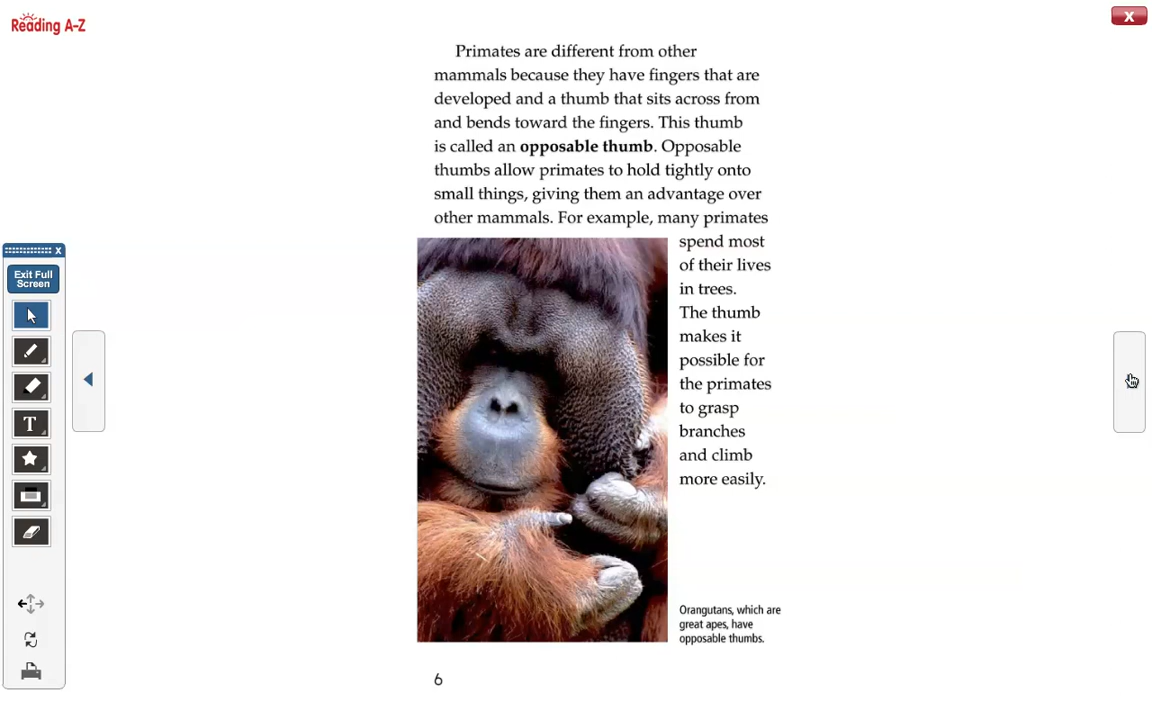 Reading A-Z
X
Primates are different from other
mammals because they have fingers that are
developed and a thumb that sits across from
and bends toward the fingers. This thumb
is called an opposable thumb. Opposable
thumbs allow primates to hold tightly onto
small things, giving them an advantage over
other mammals. For example, many primates
spend most
of their lives
in trees.
The thumb
makes it
possible for
the primates
to grasp
branches
and climb
more easily.
x
Exit Full
Screen
T
Orangutans, which are
great apes, have
opposable thumbs.
6